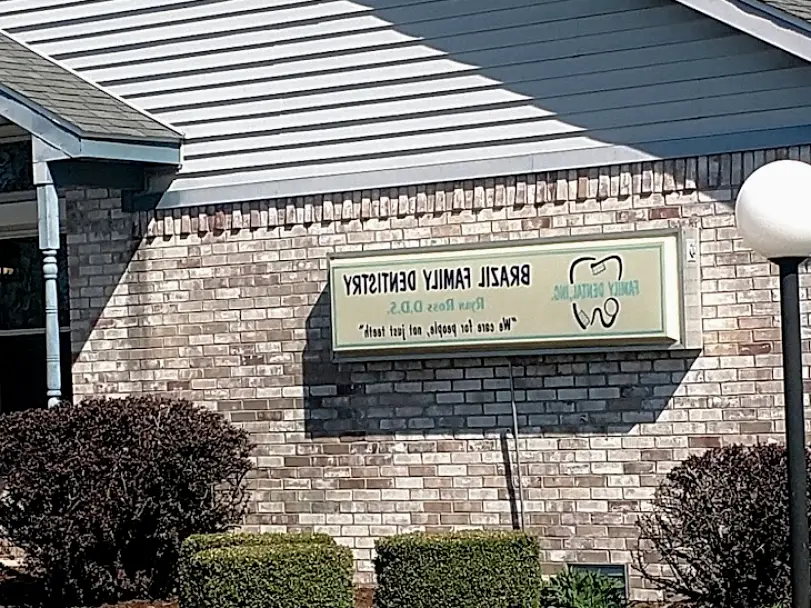 FAMILY DENTAL, INC.
BRAZIL FAMILY DENTISTRY
Ryan Ross D.D.S.
"We care for people, not just teeth"